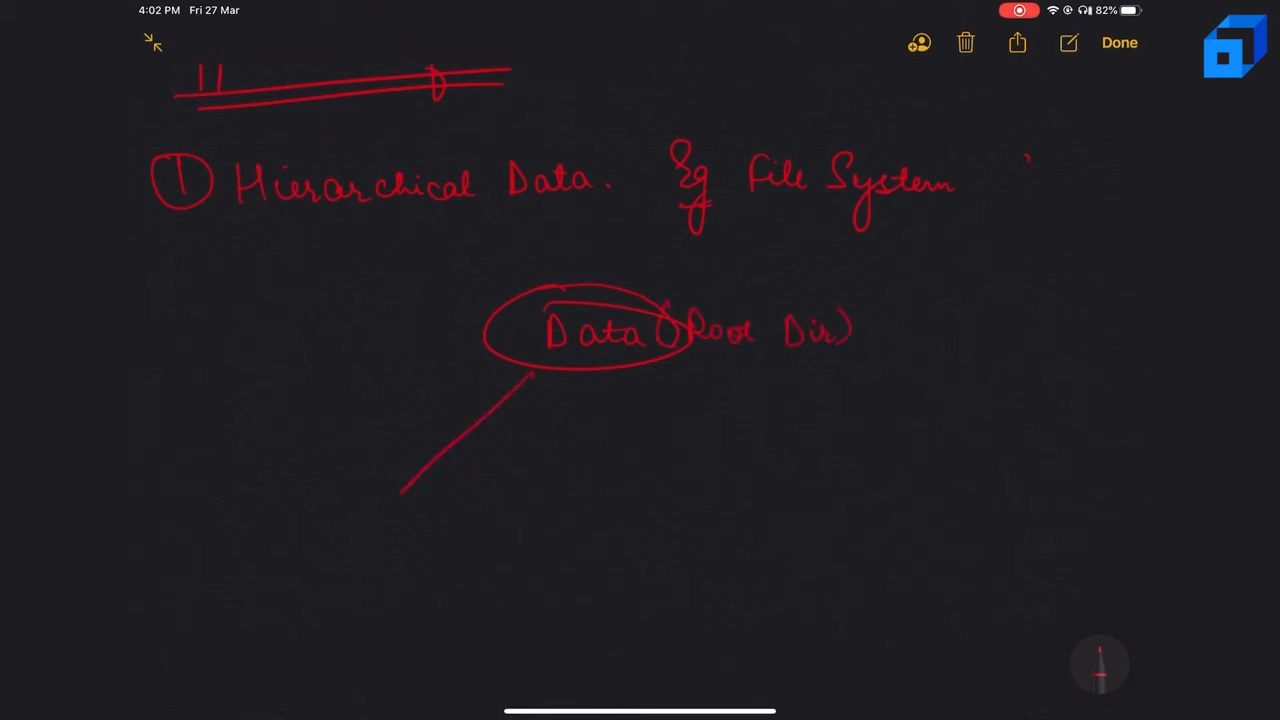 4:02 PM Fri 27 Mar
82%
Done
① Hierarchical Data. Eg File System
Data (Root Dir)